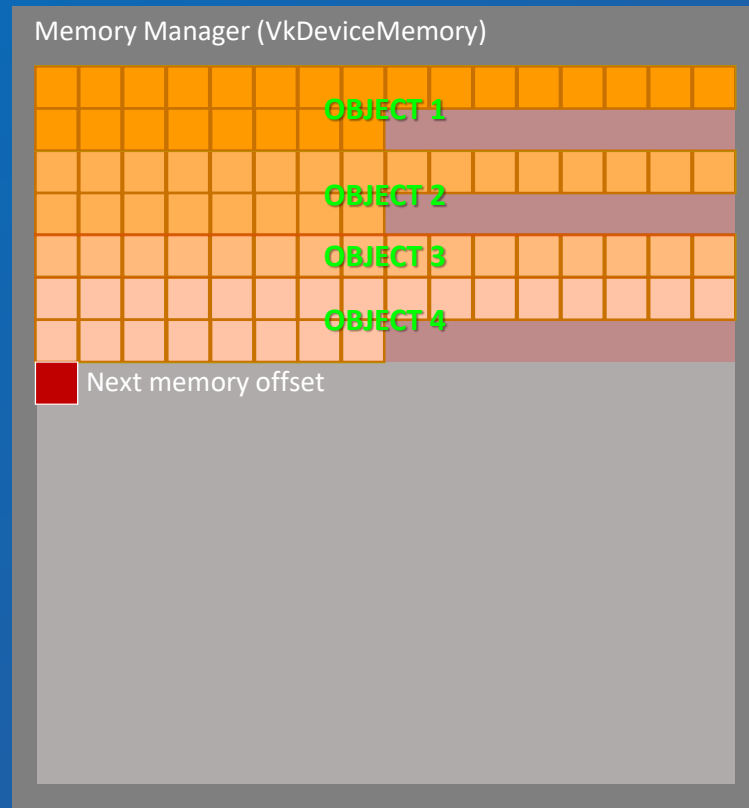 Memory Manager (VkDeviceMemory)
OBJECT 1
OBJECT 2
OBJECT 3
OBJECT 4
Next memory offset